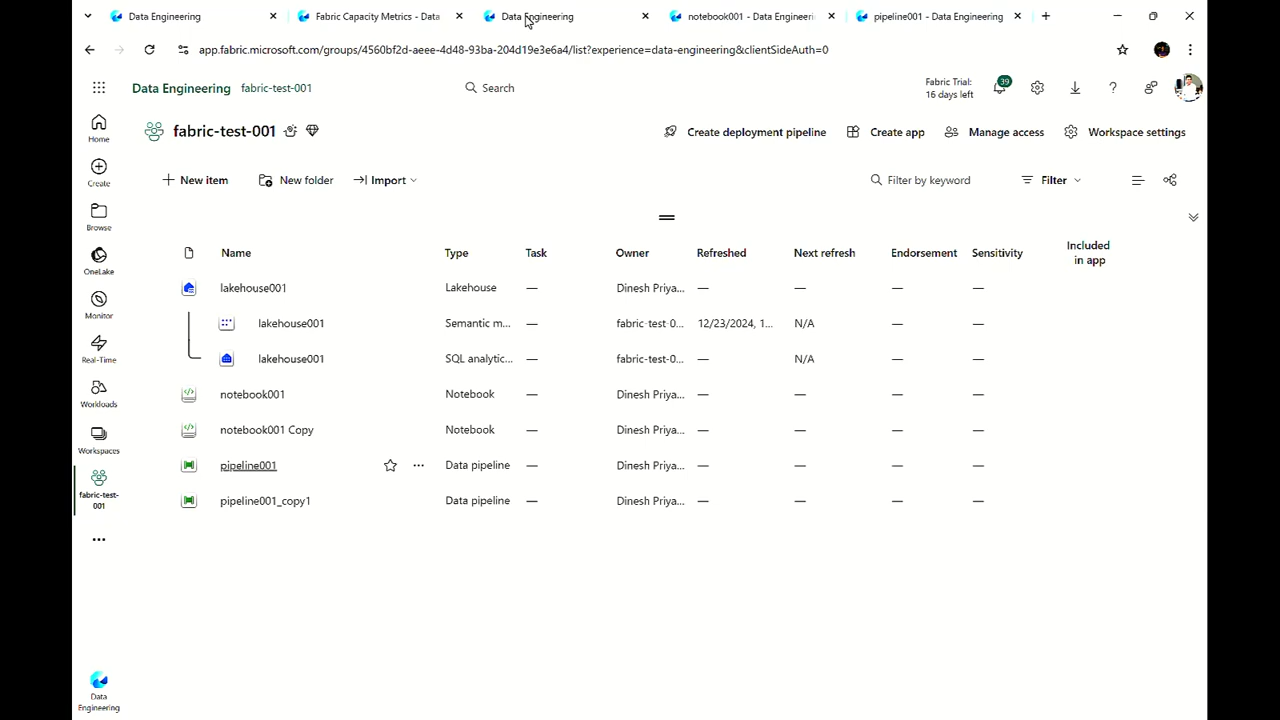 Data Engineering
Fabric Capacity Metrics - Data
Data Engineering
notebook001 - Data Engineeri
pipeline001 - Data Engineering
app.fabric.microsoft.com/groups/4560bf2d-aeee-4d48-93ba-204d19e3e6a4/list?experience=data-engineering&clientSideAuth=0
Data Engineering fabric-test-001
Search
Fabric Trial:
16 days left
39
Home
Create
Browse
OneLake
Monitor
Real-Time
Workloads
Workspaces
fabric-test-
001
Data
Engineering
fabric-test-001
Create deployment pipeline
Create app
Manage access
Workspace settings
New item
New folder
Import
Filter by keyword
Filter
Name Type Task Owner Refreshed Next refresh Endorsement Sensitivity Included
in app
lakehouse001 Lakehouse — Dinesh Priya... — — — —
lakehouse001 Semantic m... — fabric-test-0... 12/23/2024, 1... N/A — —
lakehouse001 SQL analytic... — fabric-test-0... — N/A — —
notebook001 Notebook — Dinesh Priya... — — — —
notebook001 Copy Notebook — Dinesh Priya... — — — —
pipeline001 Data pipeline — Dinesh Priya... — — — —
pipeline001_copy1 Data pipeline — Dinesh Priya... — — — —